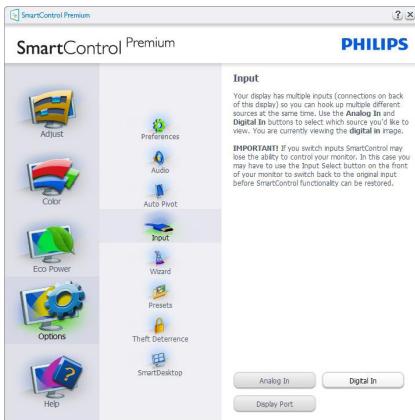 SmartControl Premium
SmartControl Premium
PHILIPS
Adjust
Color
Eco Power
Options
Help
Preferences
Audio
Auto Pivot
Input
Wizard
Presets
Theft Deterrence
SmartDesktop
Input
Your display has multiple inputs (connections on back
of this display) so you can hook up multiple different
sources at the same time. Use the Analog In and
Digital In buttons to select which source you'd like to
view. You are currently viewing the digital in image.
IMPORTANT! If you switch inputs SmartControl may
lose the ability to control your monitor. In this case you
may have to use the Input Select button on the front
of your monitor to switch back to the original input
before SmartControl functionality can be restored.
Analog In
Digital In
Display Port